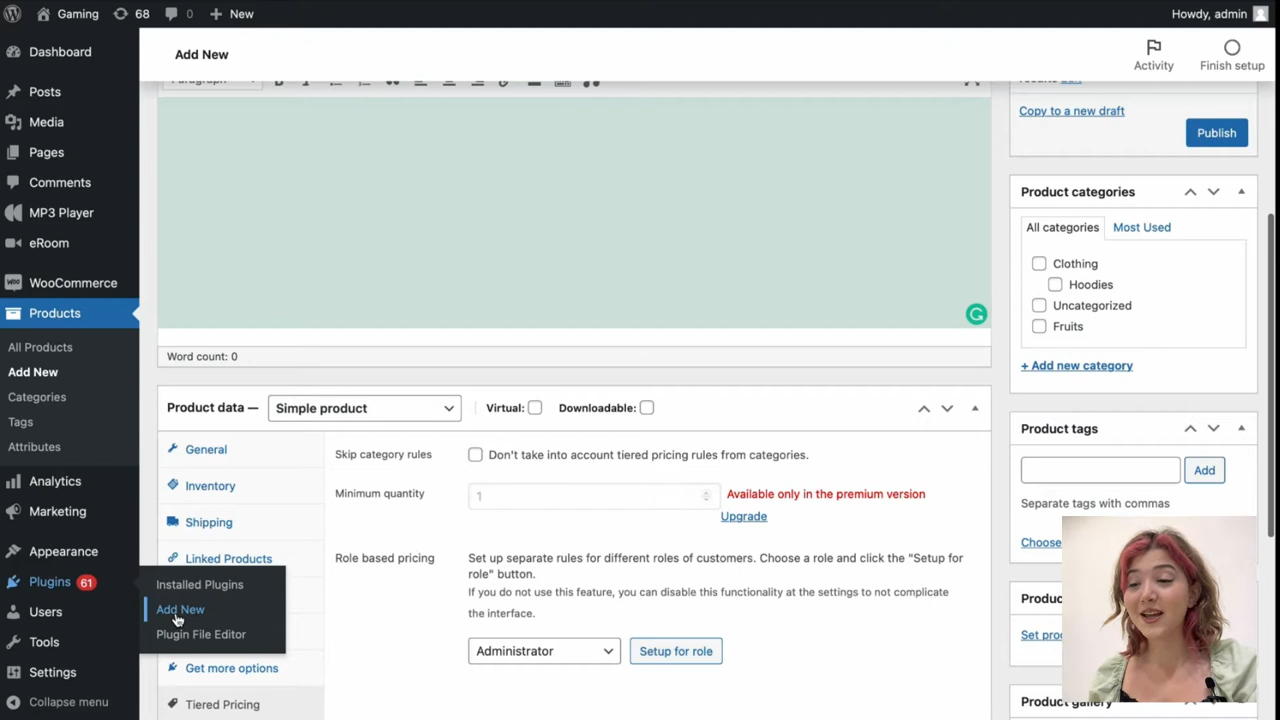 Gaming
68
0
New
Howdy, admin
Dashboard
Posts
Media
Pages
Comments
MP3 Player
eRoom
WooCommerce
Products
All Products
Add New
Categories
Tags
Attributes
Analytics
Marketing
Appearance
Plugins 61
Users
Tools
Settings
Collapse menu
Installed Plugins
Add New
Plugin File Editor
Add New
Activity
Finish setup
Paragraph
Word count: 0
Product data — Simple product
Virtual:
Downloadable:
General
Inventory
Shipping
Linked Products
Get more options
Tiered Pricing
Skip category rules
Don't take into account tiered pricing rules from categories.
Minimum quantity
1
Available only in the premium version
Upgrade
Role based pricing
Set up separate rules for different roles of customers. Choose a role and click the "Setup for
role" button.
If you do not use this feature, you can disable this functionality at the settings to not complicate
the interface.
Administrator
Setup for role
Copy to a new draft
Publish
Product categories
All categories
Most Used
Clothing
Hoodies
Uncategorized
Fruits
+ Add new category
Product tags
Add
Separate tags with commas
Choose
Set
Product gallery